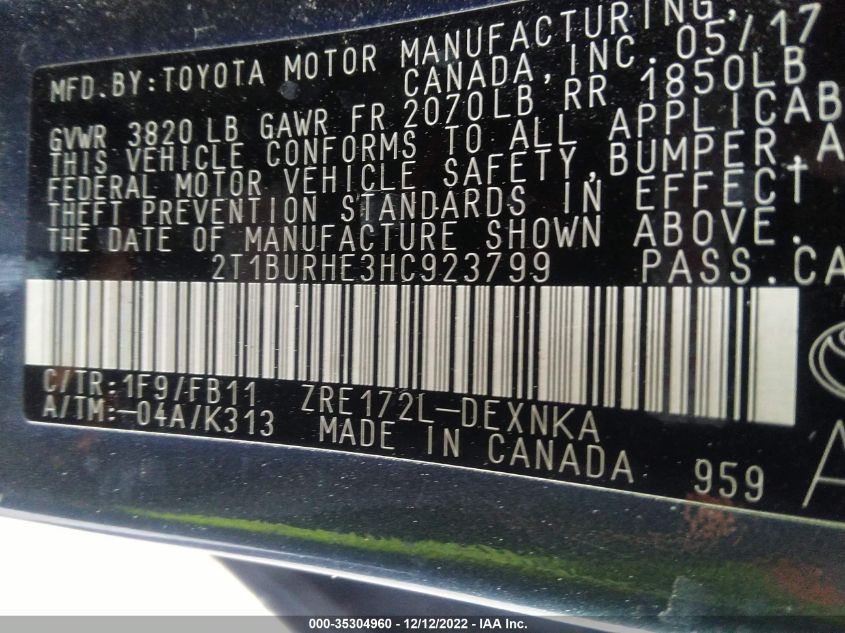 MFD.BY:TOYOTA MOTOR MANUFACTURING,
CANADA, INC. 05/17
GVWR 3820 LB GAWR FR 2070LB RR 1850LB
THIS VEHICLE CONFORMS TO ALL APPLICAB
FEDERAL MOTOR VEHICLE SAFETY,BUMPER,A
THEFT PREVENTION STANDARDS IN EFFECT
THE DATE OF MANUFACTURE SHOWN ABOVE.
2T1BURHE3HC923799 PASS.CA
C/TR:1F9/FB11 ZRE172L-DEXNKA
A/TM:-04A/K313 MADE IN CANADA 959
000-35304960 - 12/12/2022 - IAA Inc.